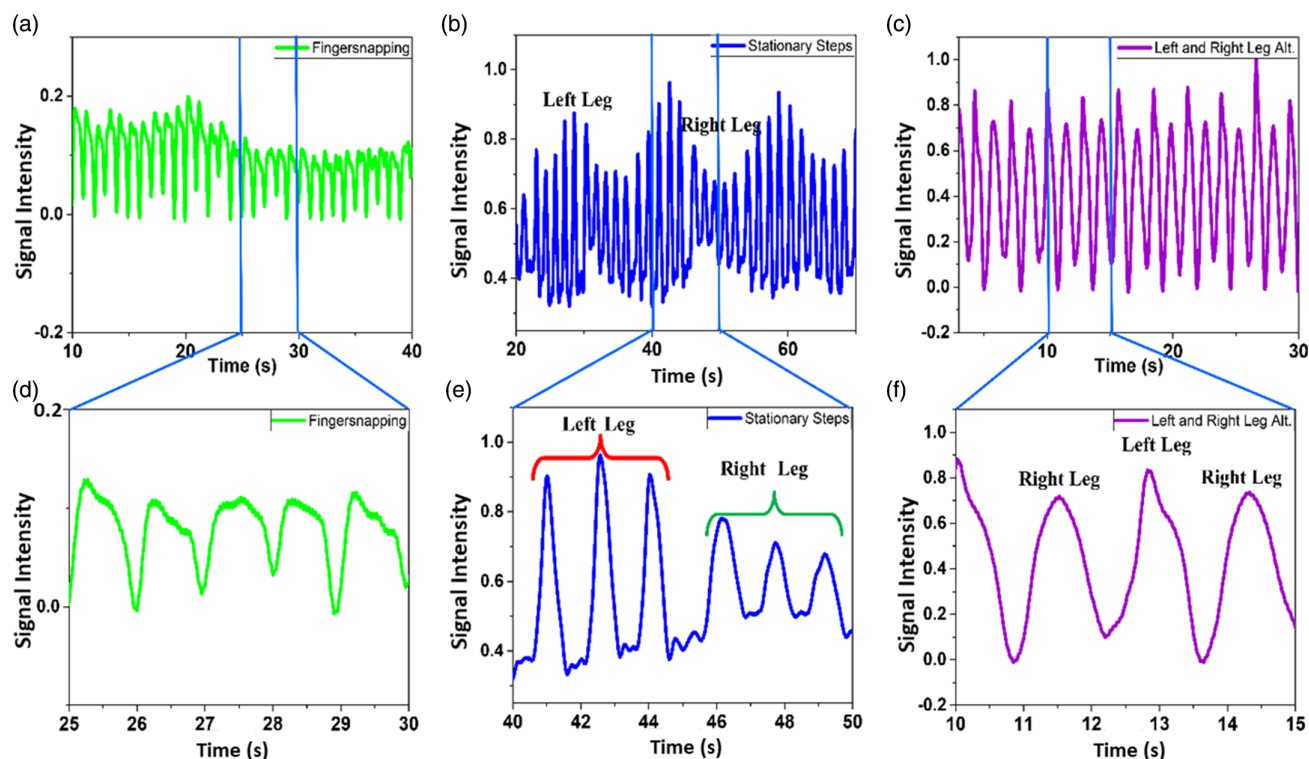 (a)
Fingersnapping
0.2
0.0
-0.2
Signal Intensity
10 20 30 40
Time (s)
(b)
Stationary Steps
Left Leg
Right Leg
1.0
0.8
0.6
0.4
Signal Intensity
20 40 60
Time (s)
(c)
Left and Right Leg Alt.
1.0
0.8
0.6
0.4
0.2
0.0
-0.2
Signal Intensity
10 20 30
Time (s)
(d)
Fingersnapping
0.2
0.0
Signal Intensity
25 26 27 28 29 30
Time (s)
(e)
Stationary Steps
Left Leg
Right Leg
1.0
0.8
0.6
0.4
Signal Intensity
40 42 44 46 48 50
Time (s)
(f)
Left and Right Leg Alt.
Left Leg
Right Leg
Right Leg
1.0
0.8
0.6
0.4
0.2
0.0
-0.2
Signal Intensity
10 11 12 13 14 15
Time (s)